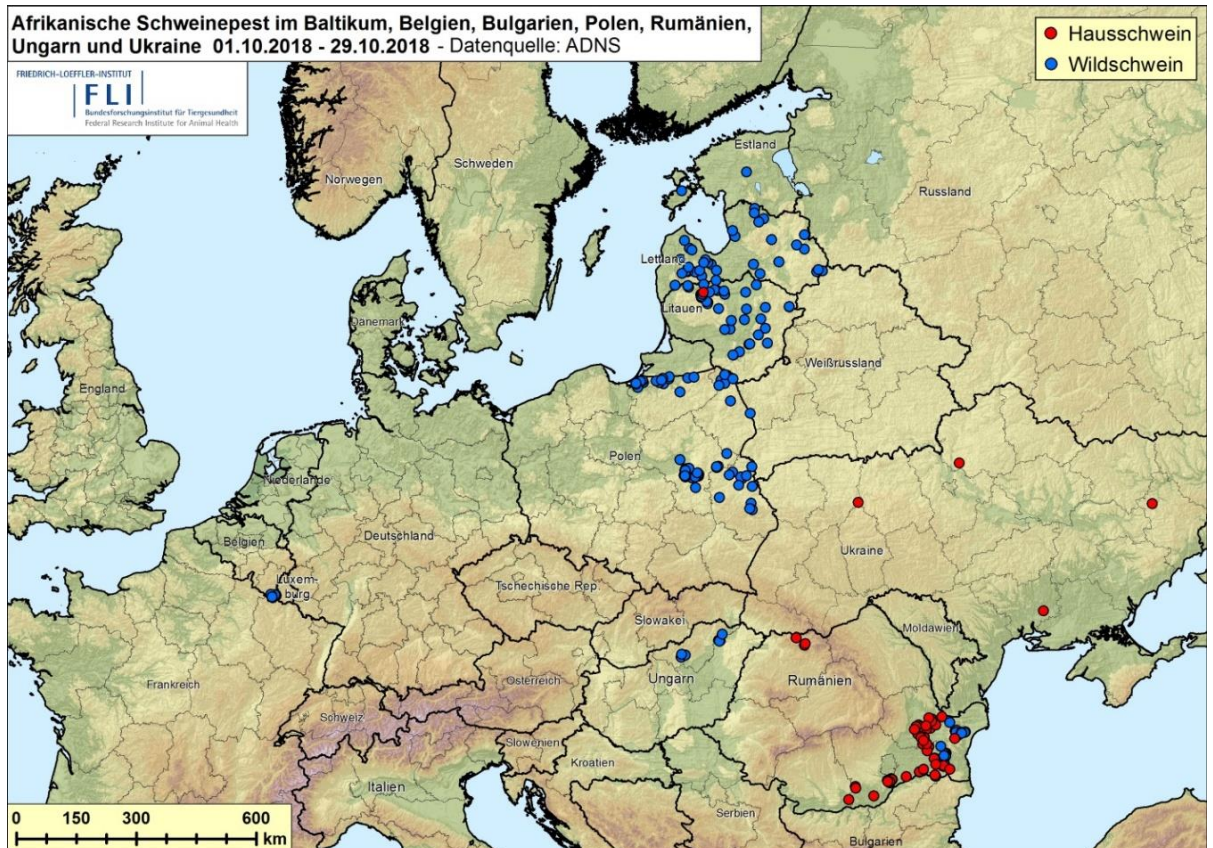 Afrikanische Schweinepest im Baltikum, Belgien, Bulgarien, Polen, Rumänien,
Ungarn und Ukraine 01.10.2018 - 29.10.2018 - Datenquelle: ADNS
Hausschwein
Wildschwein
FRIEDRICH-LOEFFLER-INSTITUT
FLI
Bundesforschungsinstitut für Tiergesundheit
Federal Research Institute for Animal Health
Estland
Schweden
Norwegen
Russland
Lettland
Litauen
Dänemark
Weißrussland
England
Polen
Niederlande
Deutschland
Belgien
Ukraine
Luxem-
burg
Tschechische Rep.
Slowakei
Moldawien
Frankreich
Österreich
Ungarn
Rumänien
Schweiz
Slowenien
Kroatien
Italien
Serbien
Bulgarien
0 150 300 600
km